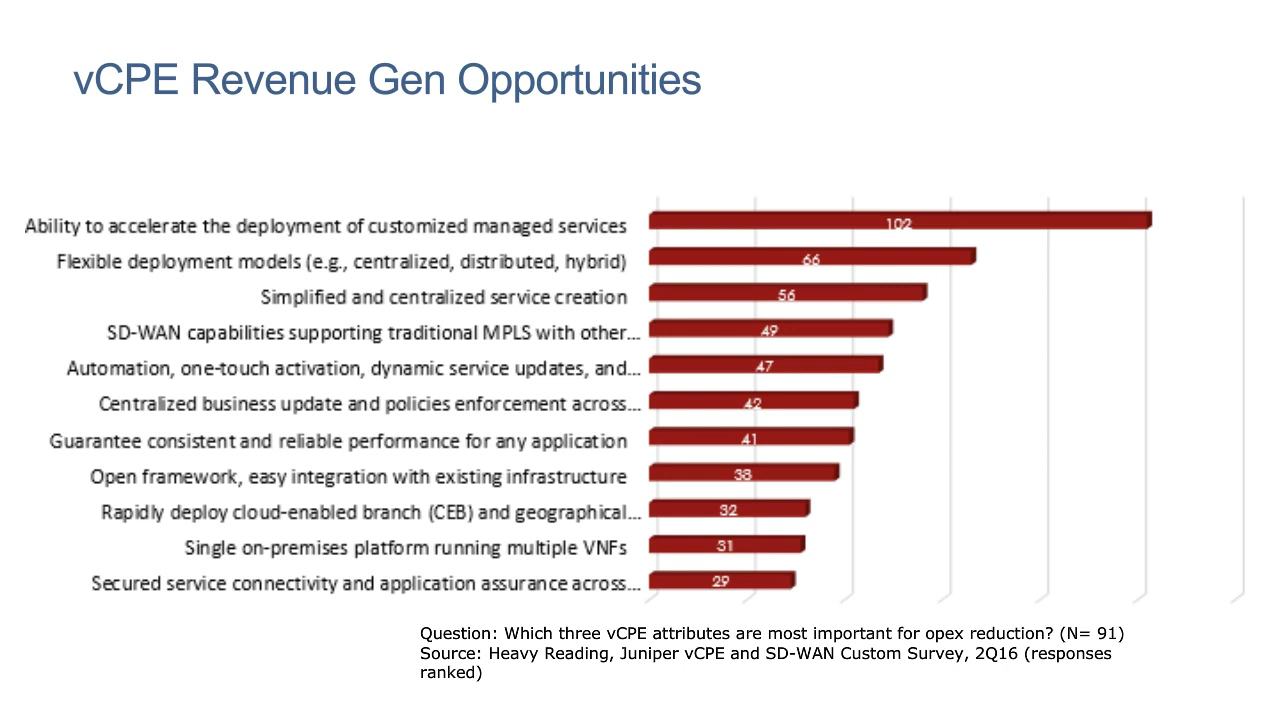 vCPE Revenue Gen Opportunities
Ability to accelerate the deployment of customized managed services 102
Flexible deployment models (e.g., centralized, distributed, hybrid) 66
Simplified and centralized service creation 56
SD-WAN capabilities supporting traditional MPLS with other... 49
Automation, one-touch activation, dynamic service updates, and... 47
Centralized business update and policies enforcement across... 42
Guarantee consistent and reliable performance for any application 41
Open framework, easy integration with existing infrastructure 38
Rapidly deploy cloud-enabled branch (CEB) and geographical... 32
Single on-premises platform running multiple VNFs 31
Secured service connectivity and application assurance across... 29
Question: Which three vCPE attributes are most important for opex reduction? (N= 91)
Source: Heavy Reading, Juniper vCPE and SD-WAN Custom Survey, 2Q16 (responses
ranked)